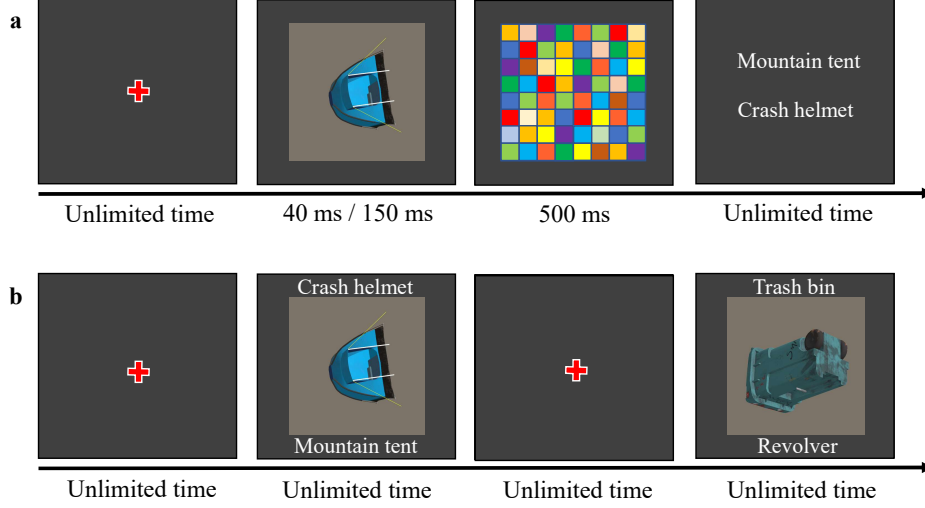 a
Mountain tent
Crash helmet
Unlimited time
40 ms / 150 ms
500 ms
Unlimited time
b
Crash helmet
Mountain tent
Trash bin
Revolver
Unlimited time
Unlimited time
Unlimited time
Unlimited time